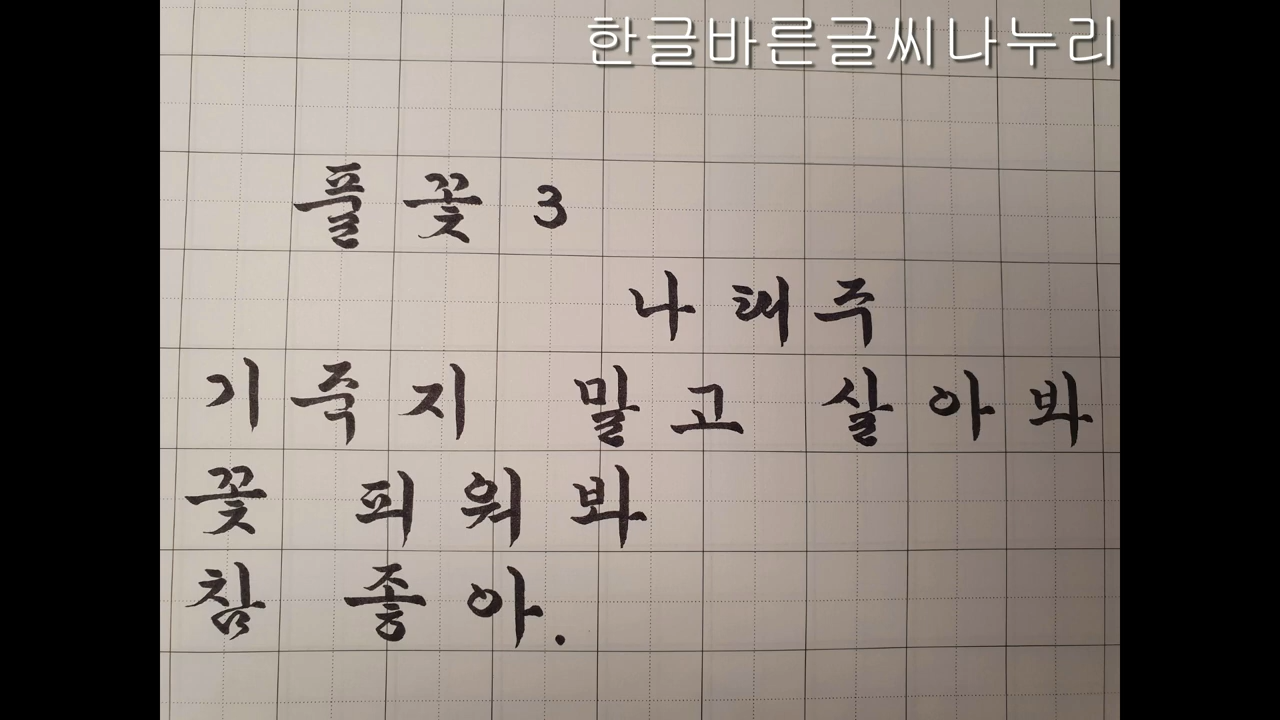 한글바른글씨나누리
풀꽃 3
나태주
기죽지 말고 살아봐
꽃 피워봐
참 좋아.